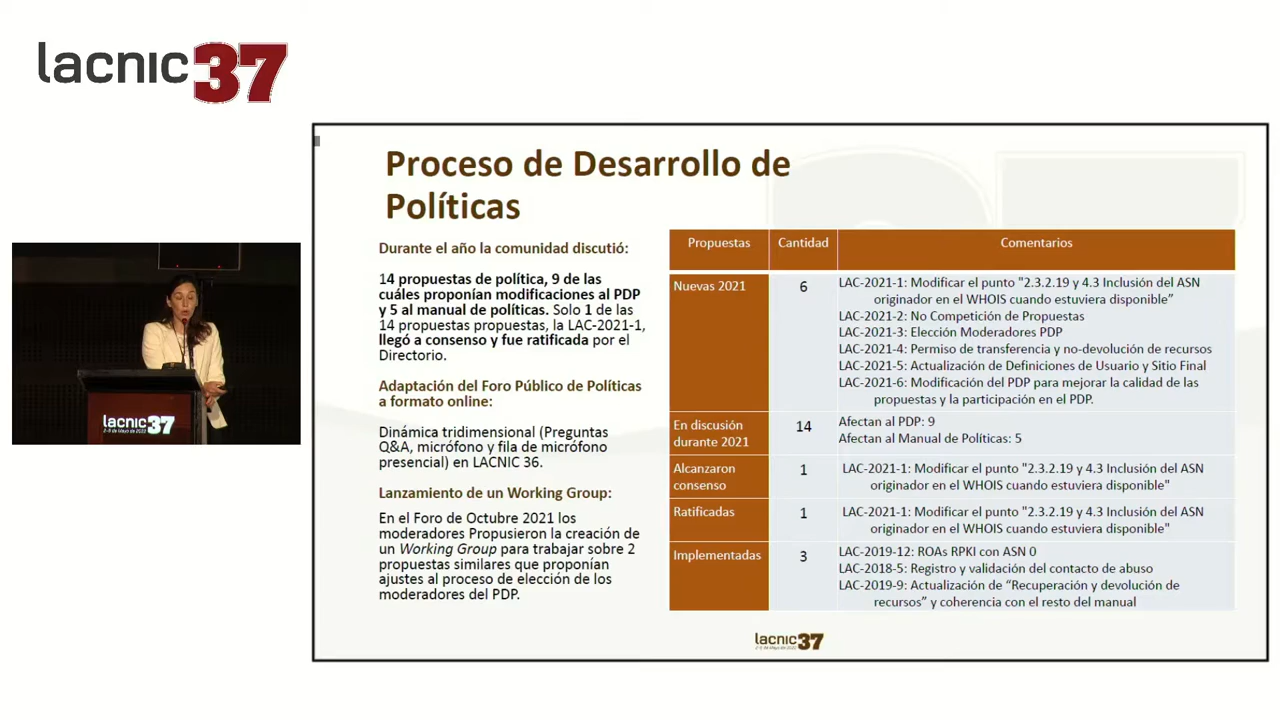 lacnic 37
lacnic37
Proceso de Desarrollo de
Políticas
Durante el año la comunidad discutió:
14 propuestas de política, 9 de las
cuáles proponían modificaciones al PDP
y 5 al manual de políticas. Solo 1 de las
14 propuestas propuestas, la LAC-2021-1,
llegó a consenso y fue ratificada por el
Directorio.
Adaptación del Foro Público de Políticas
a formato online:
Dinámica tridimensional (Preguntas
Q&A, micrófono y fila de micrófono
presencial) en LACNIC 36.
Lanzamiento de un Working Group:
En el Foro de Octubre 2021 los
moderadores Propusieron la creación de
un Working Group para trabajar sobre 2
propuestas similares que proponían
ajustes al proceso de elección de los
moderadores del PDP.
Propuestas Cantidad Comentarios
Nuevas 2021 6 LAC-2021-1: Modificar el punto "2.3.2.19 y 4.3 Inclusión del ASN
originador en el WHOIS cuando estuviera disponible”
LAC-2021-2: No Competición de Propuestas
LAC-2021-3: Elección Moderadores PDP
LAC-2021-4: Permiso de transferencia y no-devolución de recursos
LAC-2021-5: Actualización de Definiciones de Usuario y Sitio Final
LAC-2021-6: Modificación del PDP para mejorar la calidad de las
propuestas y la participación en el PDP.
En discusión 14 Afectan al PDP: 9
durante 2021 Afectan al Manual de Políticas: 5
Alcanzaron 1 LAC-2021-1: Modificar el punto "2.3.2.19 y 4.3 Inclusión del ASN
consenso originador en el WHOIS cuando estuviera disponible"
Ratificadas 1 LAC-2021-1: Modificar el punto "2.3.2.19 y 4.3 Inclusión del ASN
originador en el WHOIS cuando estuviera disponible"
Implementadas 3 LAC-2019-12: ROAs RPKI con ASN 0
LAC-2018-5: Registro y validación del contacto de abuso
LAC-2019-9: Actualización de “Recuperación y devolución de
recursos” y coherencia con el resto del manual
lacnic 37